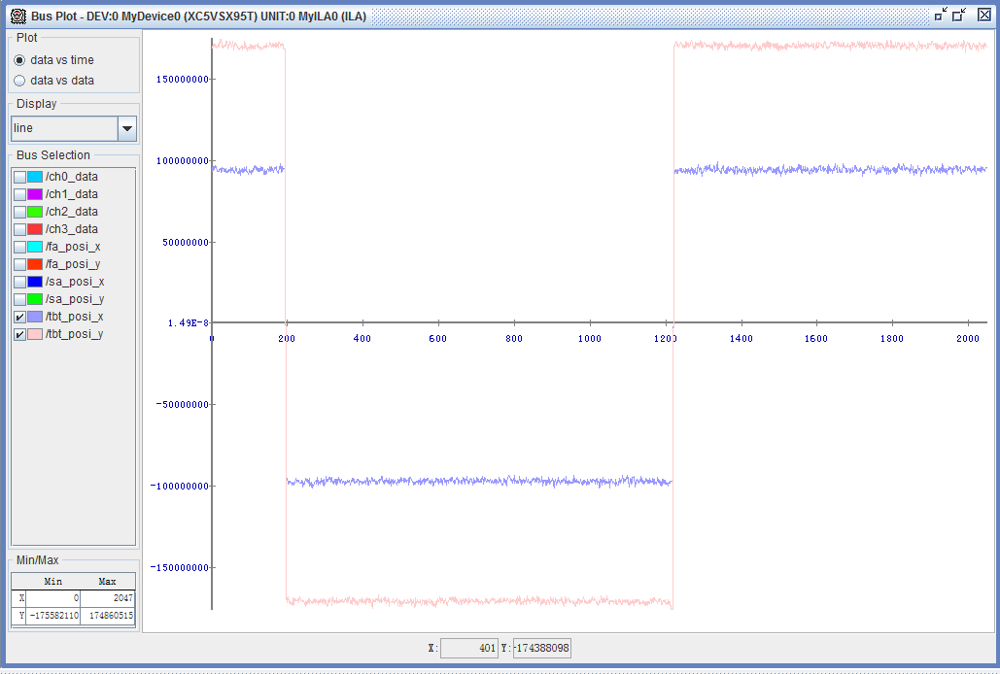 Bus Plot - DEV:0 MyDevice0 (XC5VSX95T) UNIT:0 MyILA0 (ILA)
Plot
data vs time
data vs data
Display
line
Bus Selection
/ch0_data
/ch1_data
/ch2_data
/ch3_data
/fa_posi_x
/fa_posi_y
/sa_posi_x
/sa_posi_y
/tbt_posi_x
/tbt_posi_y
Min/Max
Min Max
X 0 2047
Y -175582110 174860515
150000000
100000000
50000000
1.49E-8
0 200 400 600 800 1000 1200 1400 1600 1800 2000
-50000000
-100000000
-150000000
X: 401 Y: -174388098